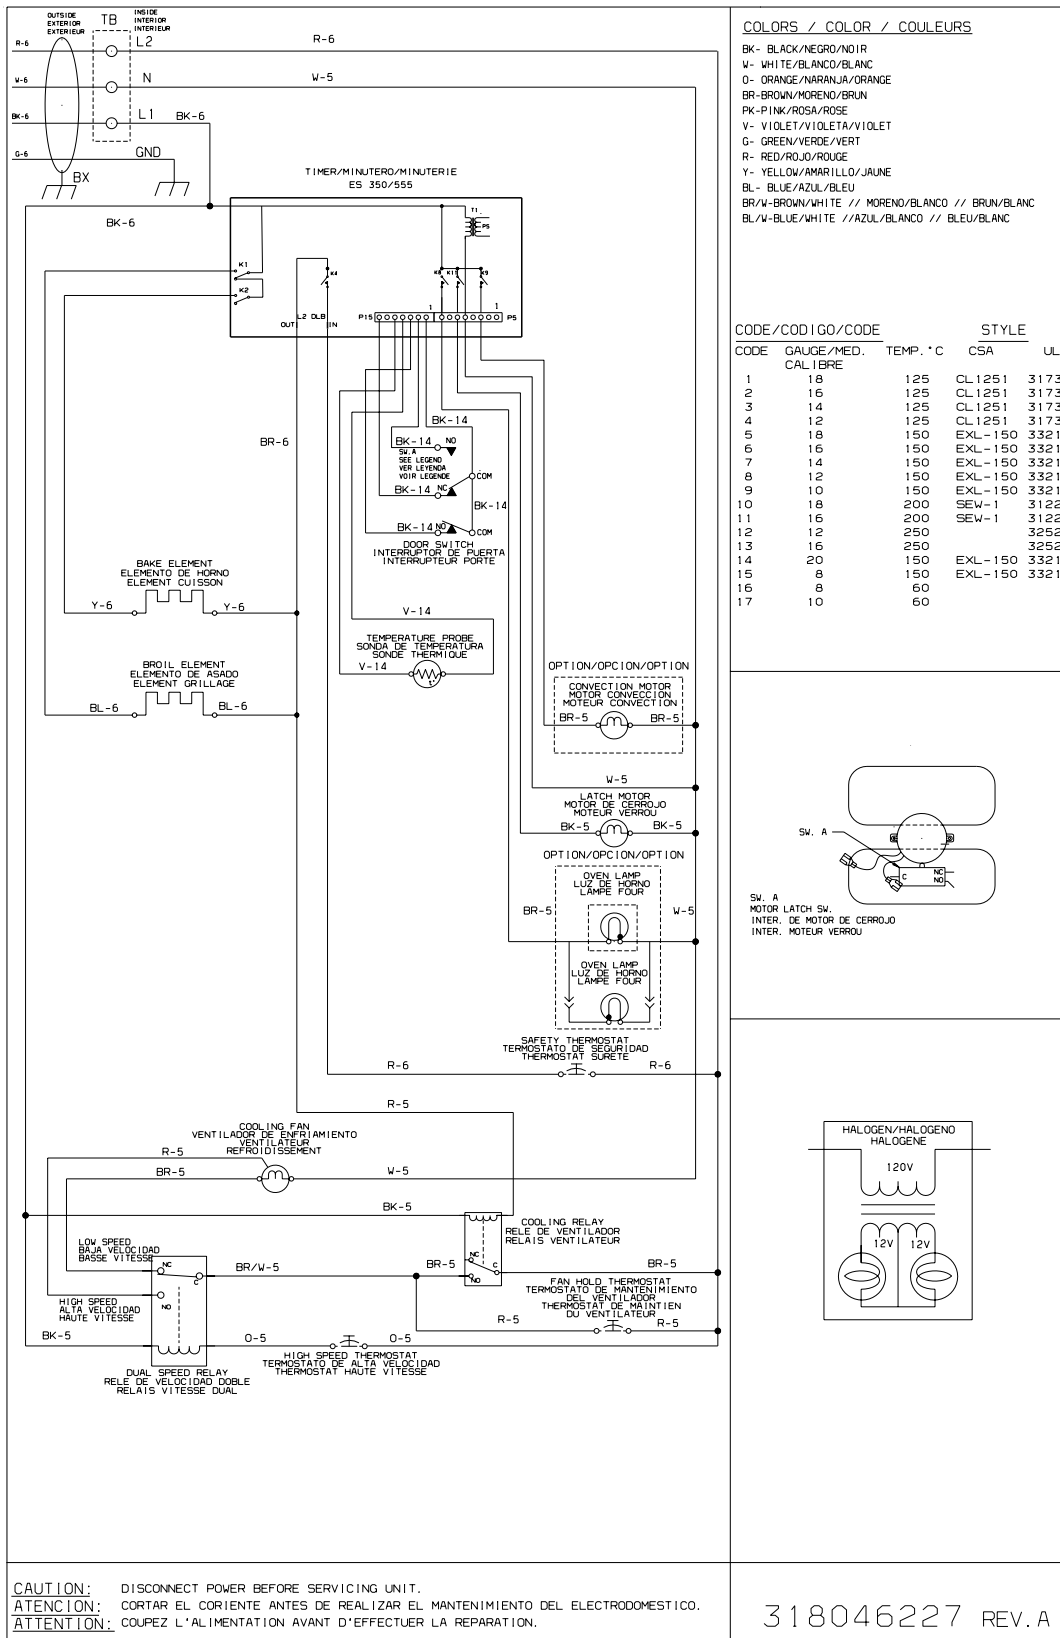 OUTSIDE
EXTERIOR
EXTERIEUR
TB
INSIDE
INTERIOR
INTERIEUR
R-6
L2
R-6
W-6
N
W-5
BK-6
L1
BK-6
G-6
GND
BX
BK-6
TIMER/MINUTERO/MINUTERIE
ES 350/555
T1
P5
K1
K2
K4
K8
K11
K9
L2 DLB
OUT
IN
P15
1
1
P5
BR-6
BK-14
BK-14
NO
SW.A
SEE LEGEND
VER LEYENDA
VOIR LEGENDE
COM
BK-14
NC
BK-14
BK-14
NO
COM
DOOR SWITCH
INTERRUPTOR DE PUERTA
INTERRUPTEUR PORTE
BAKE ELEMENT
ELEMENTO DE HORNO
ELEMENT CUISSON
Y-6
Y-6
V-14
TEMPERATURE PROBE
SONDA DE TEMPERATURA
SONDE THERMIQUE
V-14
t°
BROIL ELEMENT
ELEMENTO DE ASADO
ELEMENT GRILLAGE
BL-6
BL-6
OPTION/OPCION/OPTION
CONVECTION MOTOR
MOTOR CONVECCION
MOTEUR CONVECTION
BR-5
BR-5
W-5
LATCH MOTOR
MOTOR DE CERROJO
MOTEUR VERROU
BK-5
BK-5
OPTION/OPCION/OPTION
OVEN LAMP
LUZ DE HORNO
LAMPE FOUR
BR-5
W-5
OVEN LAMP
LUZ DE HORNO
LAMPE FOUR
SAFETY THERMOSTAT
TERMOSTATO DE SEGURIDAD
THERMOSTAT SURETE
R-6
R-6
R-5
COOLING FAN
VENTILADOR DE ENFRIAMIENTO
VENTILATEUR
REFROIDISSEMENT
R-5
BR-5
W-5
BK-5
COOLING RELAY
RELE DE VENTILADOR
RELAIS VENTILATEUR
LOW SPEED
BAJA VELOCIDAD
BASSE VITESSE
NC
C
BR/W-5
BR-5
NC
C
NO
BR-5
HIGH SPEED
ALTA VELOCIDAD
HAUTE VITESSE
NO
FAN HOLD THERMOSTAT
TERMOSTATO DE MANTENIMIENTO
DEL VENTILADOR
THERMOSTAT DE MAINTIEN
DU VENTILATEUR
R-5
R-5
BK-5
O-5
O-5
HIGH SPEED THERMOSTAT
TERMOSTATO DE ALTA VELOCIDAD
THERMOSTAT HAUTE VITESSE
DUAL SPEED RELAY
RELE DE VELOCIDAD DOBLE
RELAIS VITESSE DUAL
COLORS / COLOR / COULEURS
BK- BLACK/NEGRO/NOIR
W- WHITE/BLANCO/BLANC
O- ORANGE/NARANJA/ORANGE
BR-BROWN/MORENO/BRUN
PK-PINK/ROSA/ROSE
V- VIOLET/VIOLETA/VIOLET
G- GREEN/VERDE/VERT
R- RED/ROJO/ROUGE
Y- YELLOW/AMARILLO/JAUNE
BL- BLUE/AZUL/BLEU
BR/W-BROWN/WHITE // MORENO/BLANCO // BRUN/BLANC
BL/W-BLUE/WHITE //AZUL/BLANCO // BLEU/BLANC
CODE/CODIGO/CODE STYLE
CODE GAUGE/MED. TEMP.°C CSA UL
CALIBRE
1 18 125 CL1251 3173
2 16 125 CL1251 3173
3 14 125 CL1251 3173
4 12 125 CL1251 3173
5 18 150 EXL-150 3321
6 16 150 EXL-150 3321
7 14 150 EXL-150 3321
8 12 150 EXL-150 3321
9 10 150 EXL-150 3321
10 18 200 SEW-1 3122
11 16 200 SEW-1 3122
12 12 250 3252
13 16 250 3252
14 20 150 EXL-150 3321
15 8 150 EXL-150 3321
16 8 60
17 10 60
SW. A
C
NC
NO
SW. A
MOTOR LATCH SW.
INTER. DE MOTOR DE CERROJO
INTER. MOTEUR VERROU
HALOGEN/HALOGENO
HALOGENE
120V
12V
12V
CAUTION: DISCONNECT POWER BEFORE SERVICING UNIT.
ATENCION: CORTAR EL CORIENTE ANTES DE REALIZAR EL MANTENIMIENTO DEL ELECTRODOMESTICO.
ATTENTION: COUPEZ L'ALIMENTATION AVANT D'EFFECTUER LA REPARATION.
318046227 REV.A